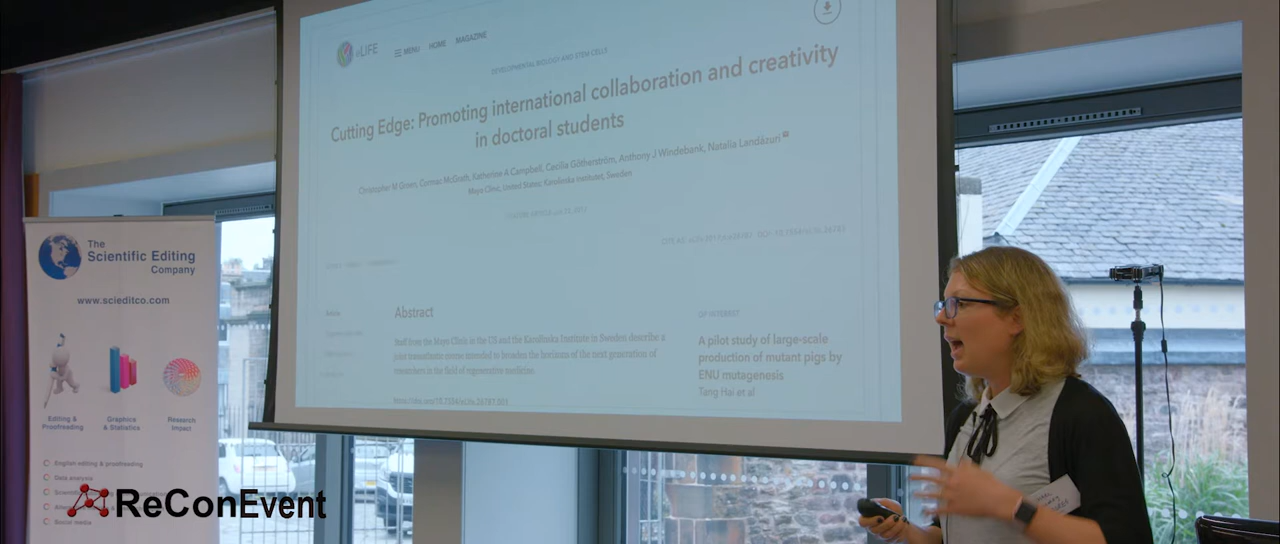 eLIFE
MENU HOME MAGAZINE
DEVELOPMENTAL BIOLOGY AND STEM CELLS
Cutting Edge: Promoting international collaboration and creativity
in doctoral students
Christopher M Groen, Cormac McGrath, Katherine A Campbell, Cecilia Götherström, Anthony J Windebank, Natalia Landázuri
Mayo Clinic, United States; Karolinska Institutet, Sweden
Abstract
Staff from the Mayo Clinic in the US and the Karolinska Institute in Sweden describe a
joint transatlantic course intended to broaden the horizons of the next generation of
researchers in the field of regenerative medicine.
OF INTEREST
A pilot study of large-scale
production of mutant pigs by
ENU mutagenesis
Tang Hai et al
The
Scientific Editing
Company
www.scieditco.com
Editing &
Proofreading
Graphics
& Statistics
Research
Impact
English editing & proofreading
Data analysis
Social media
ReConEvent